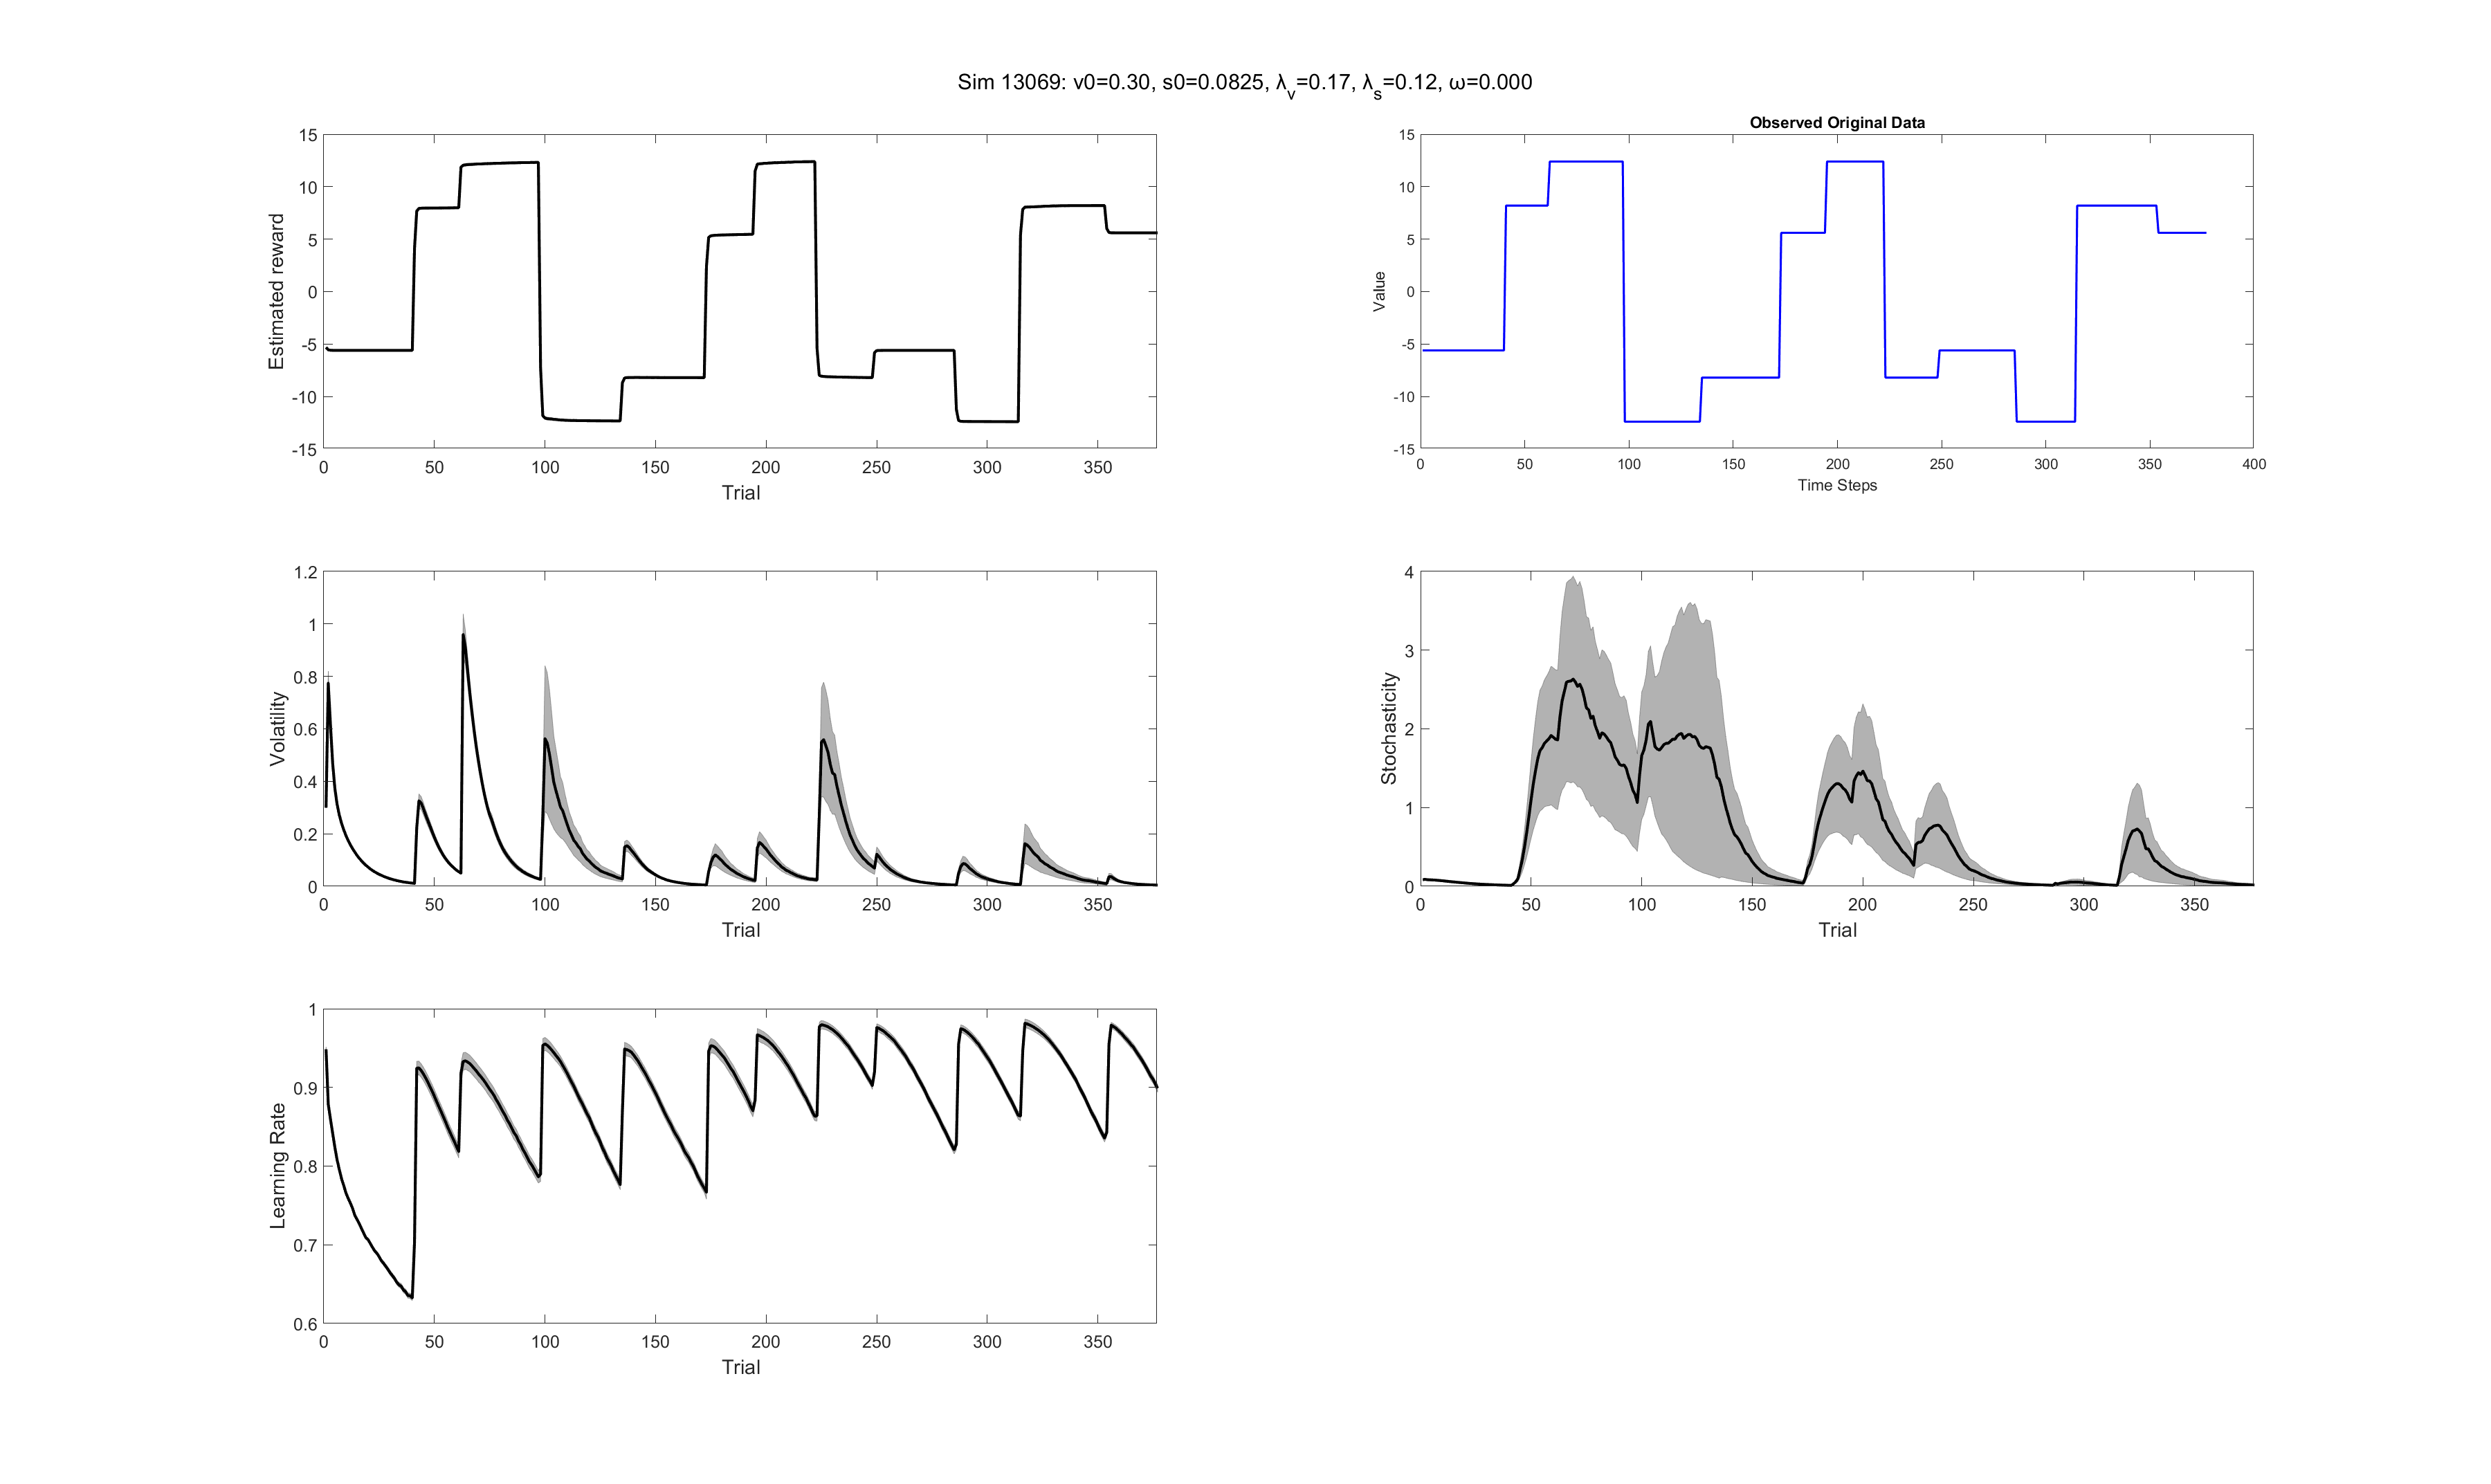 Sim 13069: v0=0.30, s0=0.0825, λv=0.17, λs=0.12, ω=0.000
15
10
5
0
-5
-10
-15
Estimated reward
0 50 100 150 200 250 300 350
Trial
Observed Original Data
15
10
5
0
-5
-10
-15
Value
0 50 100 150 200 250 300 350 400
Time Steps
1.2
1
0.8
0.6
0.4
0.2
0
Volatility
0 50 100 150 200 250 300 350
Trial
4
3
2
1
0
Stochasticity
0 50 100 150 200 250 300 350
Trial
1
0.9
0.8
0.7
0.6
Learning Rate
0 50 100 150 200 250 300 350
Trial